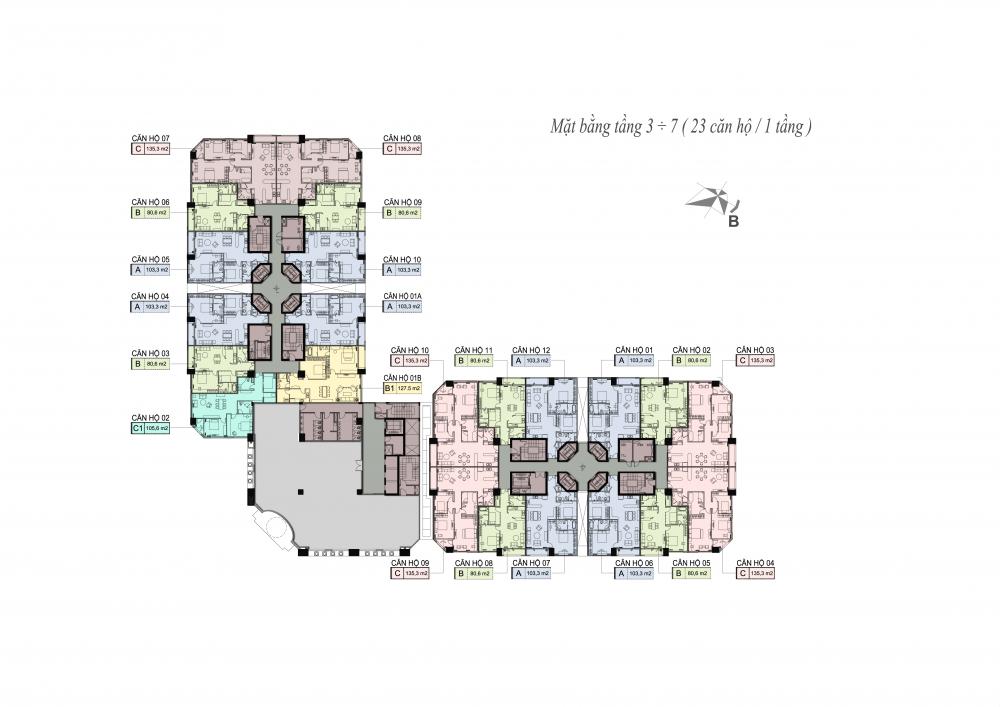 Mặt bằng tầng 3 ÷ 7 ( 23 căn hộ / 1 tầng )
B
CĂN HỘ 07
C 135,3 m2
CĂN HỘ 08
C 135,3 m2
CĂN HỘ 06
B 80,6 m2
CĂN HỘ 09
B 80,6 m2
CĂN HỘ 05
A 103,3 m2
CĂN HỘ 10
A 103,3 m2
CĂN HỘ 04
A 103,3 m2
CĂN HỘ 01A
A 103,3 m2
CĂN HỘ 03
B 80,6 m2
CĂN HỘ 01B
B1 127,5 m2
CĂN HỘ 02
C1 105,6 m2
CĂN HỘ 10
C 135,3 m2
CĂN HỘ 11
B 80,6 m2
CĂN HỘ 12
A 103,3 m2
CĂN HỘ 01
A 103,3 m2
CĂN HỘ 02
B 80,6 m2
CĂN HỘ 03
C 135,3 m2
CĂN HỘ 09
C 135,3 m2
CĂN HỘ 08
B 80,6 m2
CĂN HỘ 07
A 103,3 m2
CĂN HỘ 06
A 103,3 m2
CĂN HỘ 05
B 80,6 m2
CĂN HỘ 04
C 135,3 m2